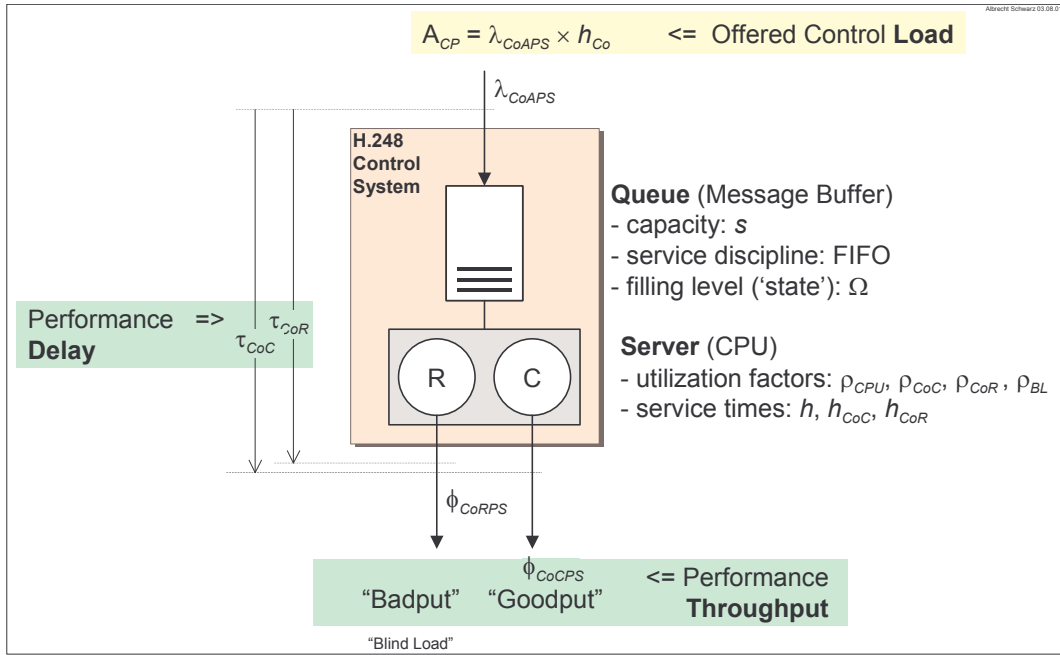 Albrecht Schwarz 03.08.0
A_CP = λ_CoAPS × h_Co <= Offered Control Load
λ_CoAPS
H.248
Control
System
Queue (Message Buffer)
- capacity: s
- service discipline: FIFO
- filling level (‘state’): Ω
Performance =>
Delay
τ_CoC
τ_CoR
Server (CPU)
- utilization factors: ρ_CPU, ρ_CoC, ρ_CoR , ρ_BL
- service times: h, h_CoC, h_CoR
R
C
ϕ_CoRPS
ϕ_CoCPS
<= Performance
Throughput
“Badput” “Goodput”
“Blind Load”